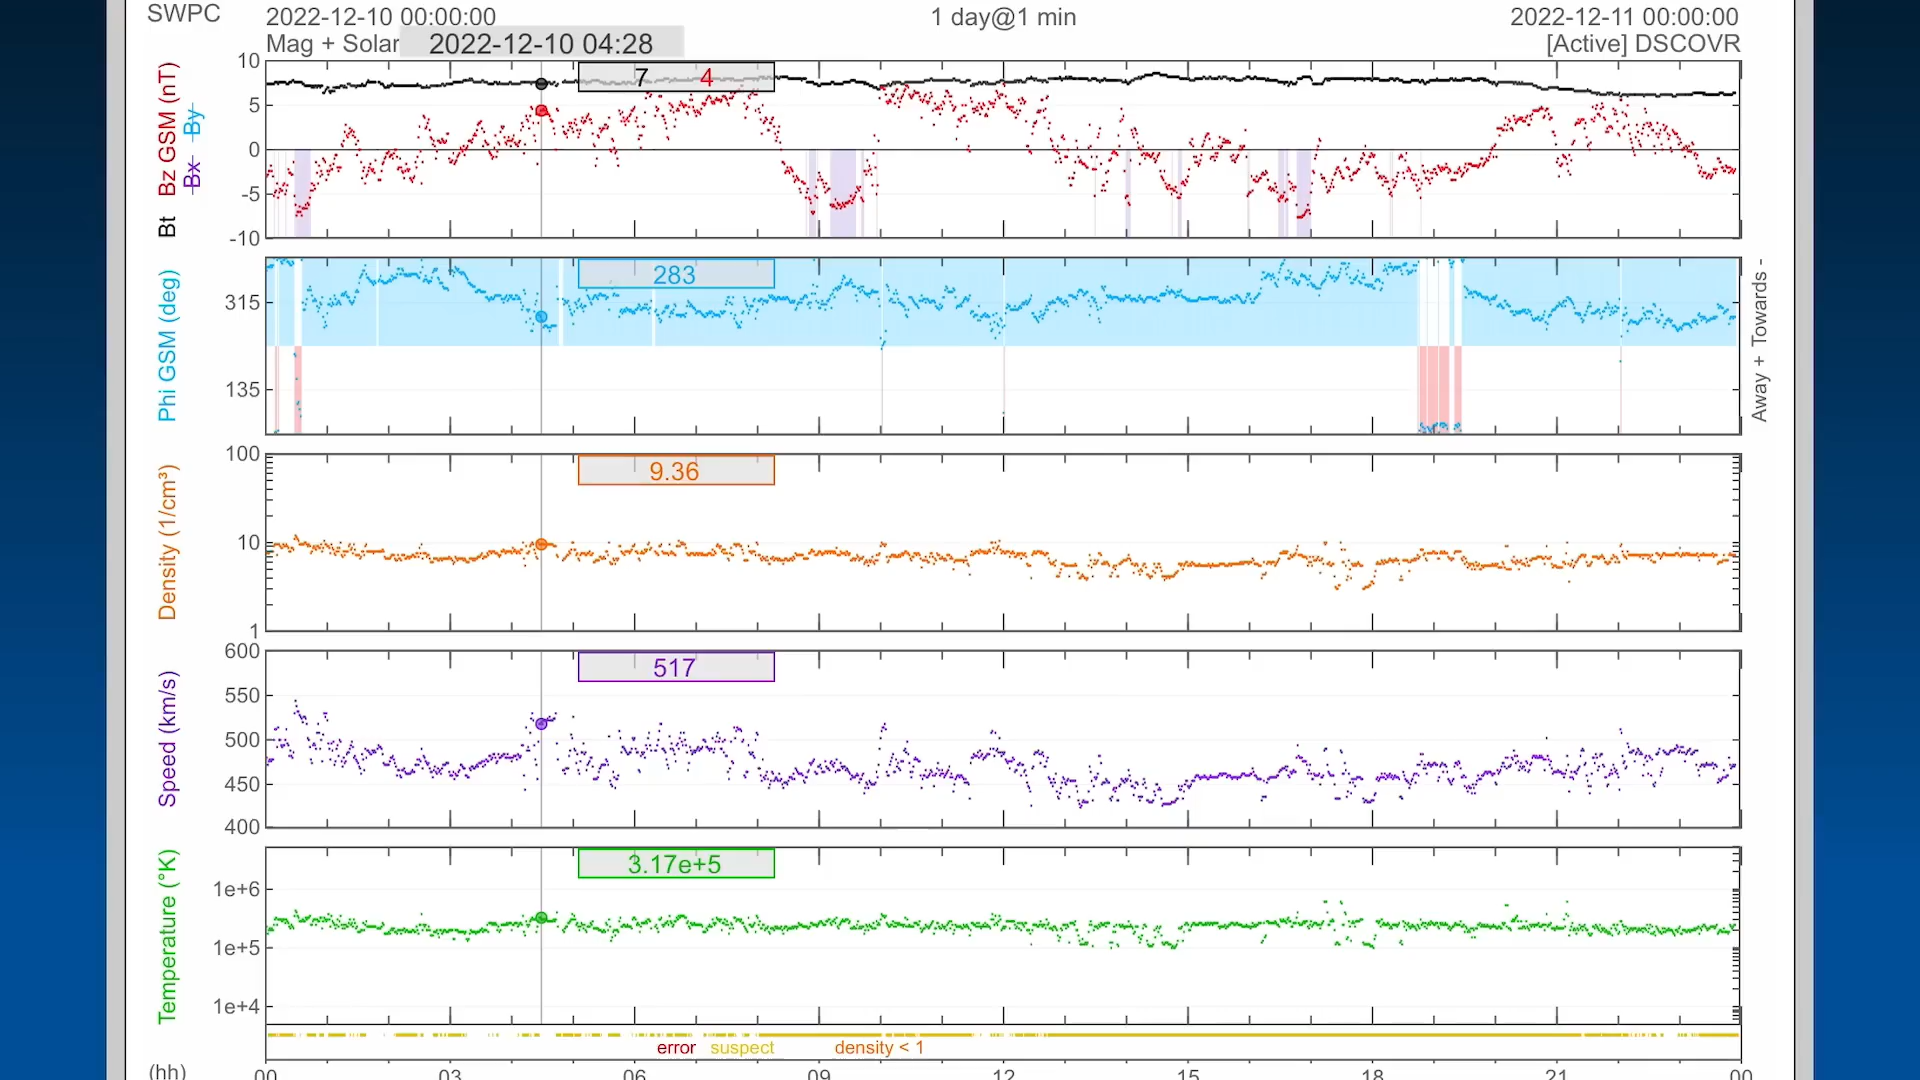 SWPC
2022-12-10 00:00:00
1 day@1 min
2022-12-11 00:00:00
Mag + Solar
2022-12-10 04:28
[Active] DSCOVR
Bt Bz GSM (nT)
Bx By
10
5
0
-5
-10
7 4
Phi GSM (deg)
315
135
283
Away + Towards -
Density (1/cm³)
100
10
1
9.36
Speed (km/s)
600
550
500
450
400
517
Temperature (°K)
1e+6
1e+5
1e+4
3.17e+5
error suspect density < 1
(hh) 00 03 06 09 12 15 18 21 00